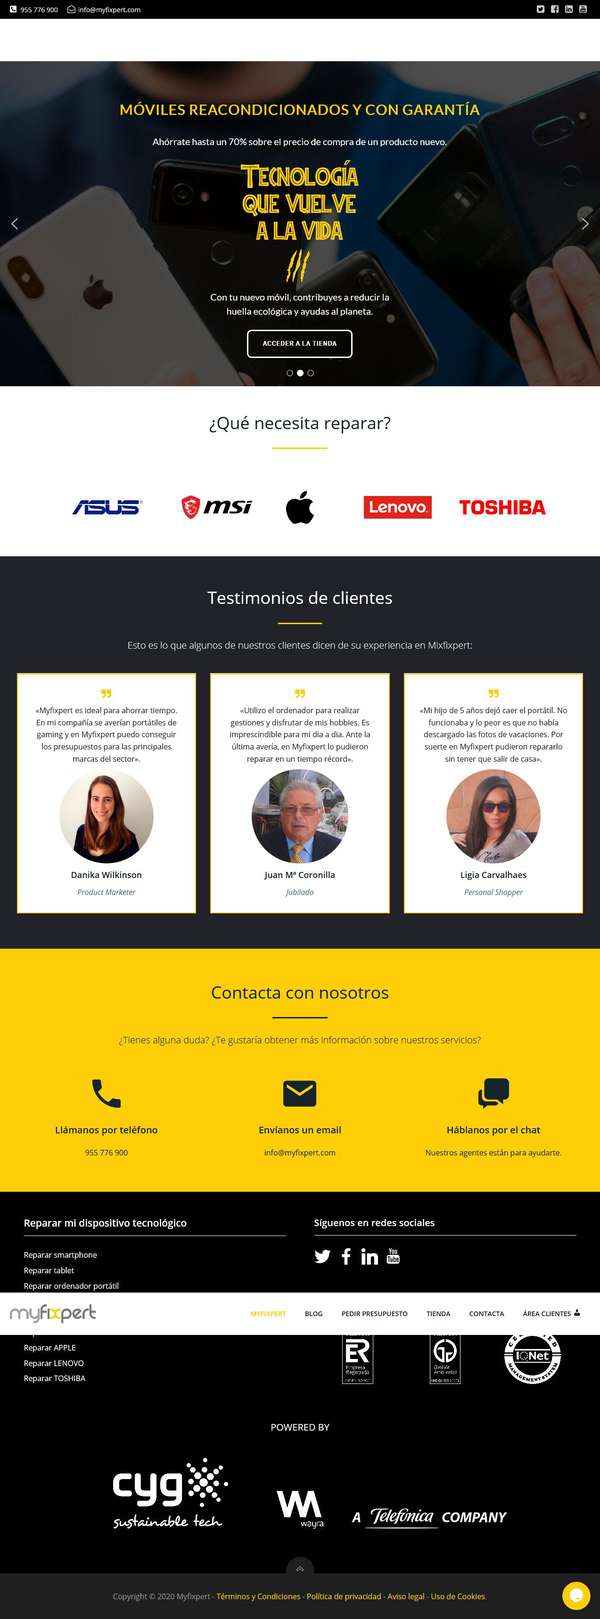 955 776 900 info@myfixpert.com
MÓVILES REACONDICIONADOS Y CON GARANTÍA
Ahórrate hasta un 70% sobre el precio de compra de un producto nuevo.
TECNOLOGÍA
QUE VUELVE
A LA VIDA
Con tu nuevo móvil, contribuyes a reducir la
huella ecológica y ayudas al planeta.
ACCEDER A LA TIENDA
¿Qué necesita reparar?
ASUS msi Lenovo. TOSHIBA
Testimonios de clientes
Esto es lo que algunos de nuestros clientes dicen de su experiencia en Mixfixpert:
«Myfixpert es ideal para ahorrar tiempo.
En mi compañía se averían portátiles de
gaming y en Myfixpert puedo conseguir
los presupuestos para las principales
marcas del sector».
Danika Wilkinson
Product Marketer
«Utilizo el ordenador para realizar
gestiones y disfrutar de mis hobbies. Es
imprescindible para mi dia a dia. Ante la
última avería, en Myfixpert lo pudieron
reparar en un tiempo récord».
Juan Mª Coronilla
Jubilado
«Mi hijo de 5 años dejó caer el portátil. No
funcionaba y lo peor es que no había
descargado las fotos de vacaciones. Por
suerte en Myfixpert pudieron repararlo
sin tener que salir de casa».
Ligia Carvalhaes
Personal Shopper
Contacta con nosotros
¿Tienes alguna duda? ¿Te gustaría obtener más información sobre nuestros servicios?
Llámanos por teléfono
955 776 900
Envíanos un email
info@myfixpert.com
Háblanos por el chat
Nuestros agentes están para ayudarte.
Reparar mi dispositivo tecnológico
Reparar smartphone
Reparar tablet
Reparar ordenador portátil
Síguenos en redes sociales
You
Tube
myfixpert MYFIXPERT BLOG PEDIR PRESUPUESTO TIENDA CONTACTA ÁREA CLIENTES
Reparar APPLE
Reparar LENOVO
Reparar TOSHIBA
ER
Empresa
Registrada
Gestión
Ambiental
IQNet
MANAGEMENT SYSTEM
POWERED BY
cyg
sustainable tech
wayra
A Telefónica COMPANY
Copyright © 2020 Myfixpert - Términos y Condiciones - Política de privacidad - Aviso legal - Uso de Cookies.